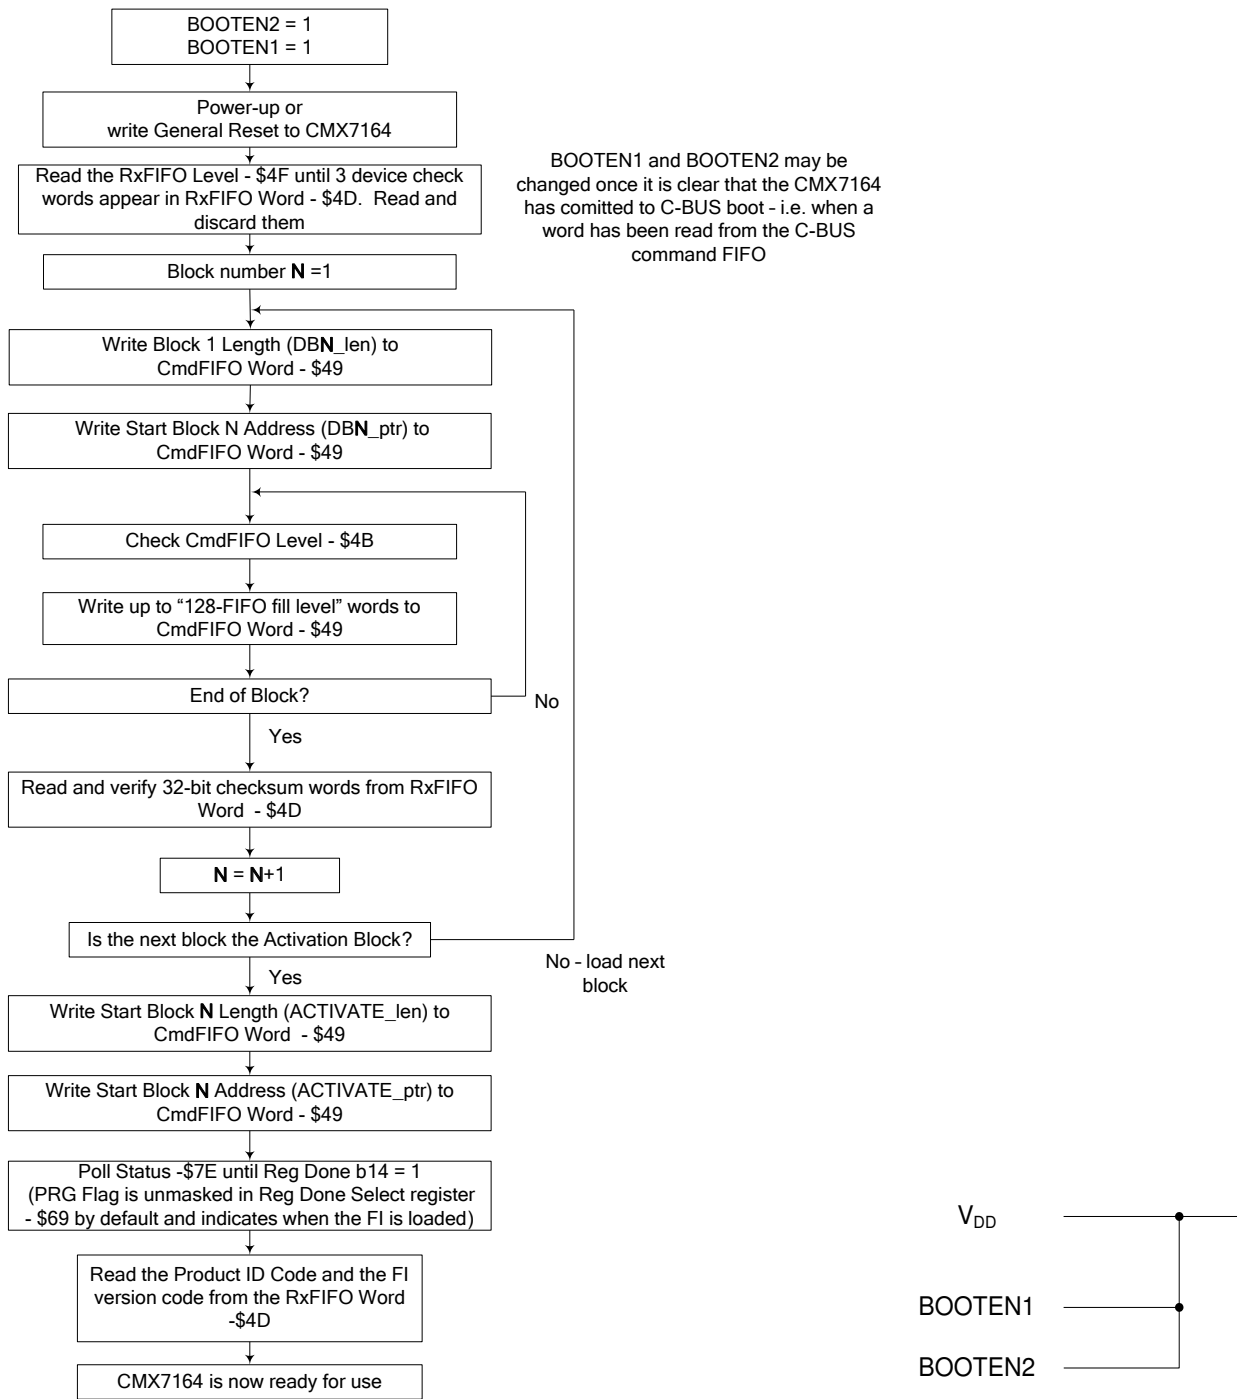 BOOTEN2 = 1
BOOTEN1 = 1
Power-up or
write General Reset to CMX7164
Read the RxFIFO Level - $4F until 3 device check
words appear in RxFIFO Word - $4D.  Read and
discard them
BOOTEN1 and BOOTEN2 may be
changed once it is clear that the CMX7164
has comitted to C-BUS boot - i.e. when a
word has been read from the C-BUS
command FIFO
Block number N =1
Write Block 1 Length (DBN_len) to
CmdFIFO Word - $49
Write Start Block N Address (DBN_ptr) to
CmdFIFO Word - $49
Check CmdFIFO Level - $4B
Write up to “128-FIFO fill level” words to
CmdFIFO Word - $49
End of Block?
No
Yes
Read and verify 32-bit checksum words from RxFIFO
Word  - $4D
N = N+1
Is the next block the Activation Block?
No - load next
block
Yes
Write Start Block N Length (ACTIVATE_len) to
CmdFIFO Word  - $49
Write Start Block N Address (ACTIVATE_ptr) to
CmdFIFO Word - $49
Poll Status -$7E until Reg Done b14 = 1
(PRG Flag is unmasked in Reg Done Select register
- $69 by default and indicates when the FI is loaded)
Read the Product ID Code and the FI
version code from the RxFIFO Word
-$4D
CMX7164 is now ready for use
VDD
BOOTEN1
BOOTEN2